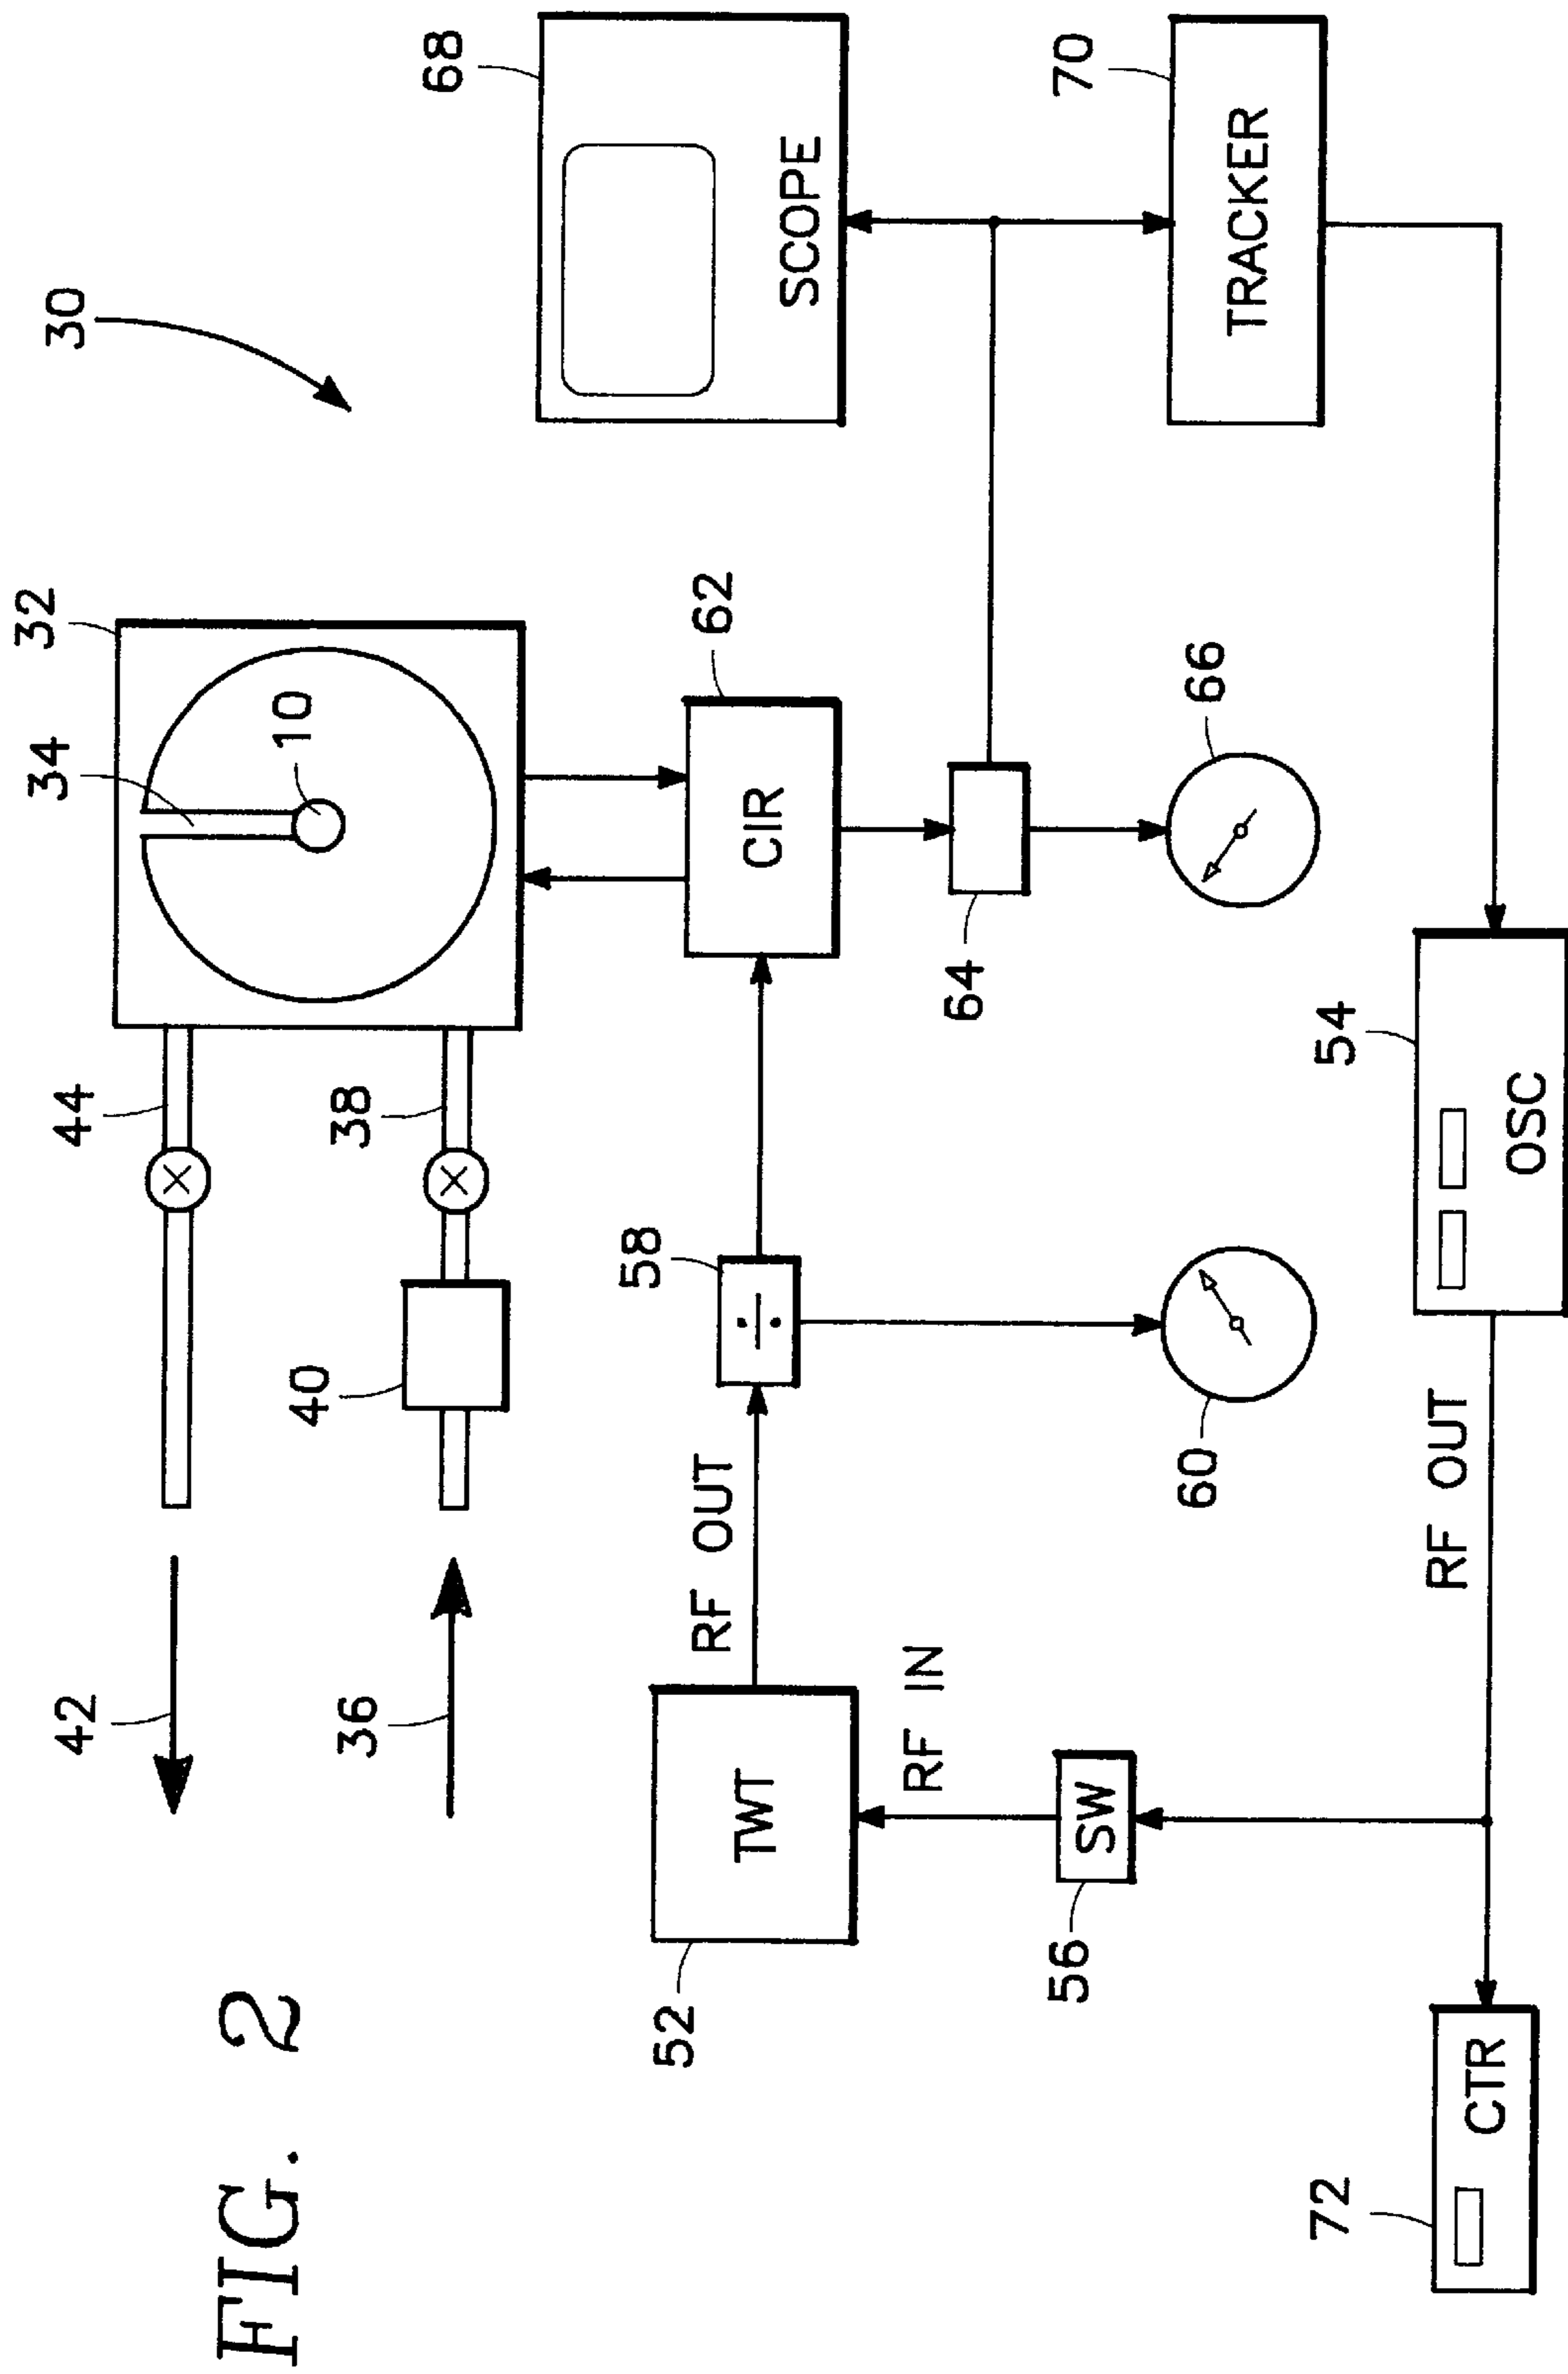 30
32
34
10
44
42
38
40
36
68
SCOPE
62
CIR
58
÷
RF OUT
TWT
52
RF IN
64
66
70
TRACKER
60
SW
56
54
OSC
RF OUT
72
CTR
FIG. 2